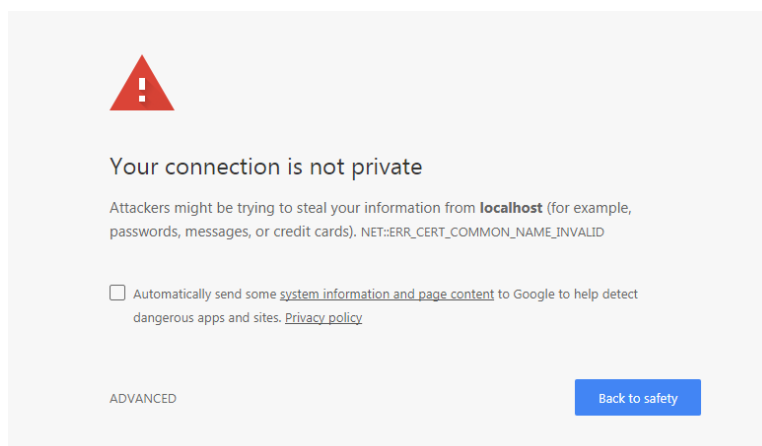 Your connection is not private
Attackers might be trying to steal your information from localhost (for example,
passwords, messages, or credit cards). NET::ERR_CERT_COMMON_NAME_INVALID
Automatically send some system information and page content to Google to help detect
dangerous apps and sites. Privacy policy
ADVANCED
Back to safety